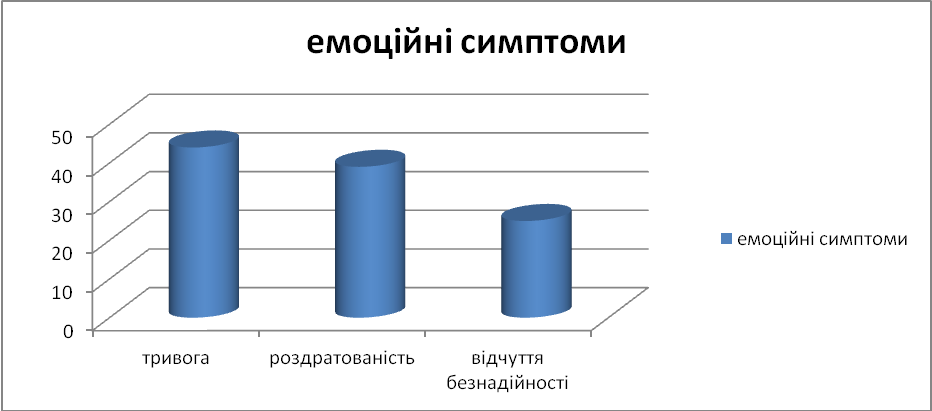 емоційні симптоми
50
40
30
20
10
0
тривога
роздратованість
відчуття
безнадійності
емоційні симптоми